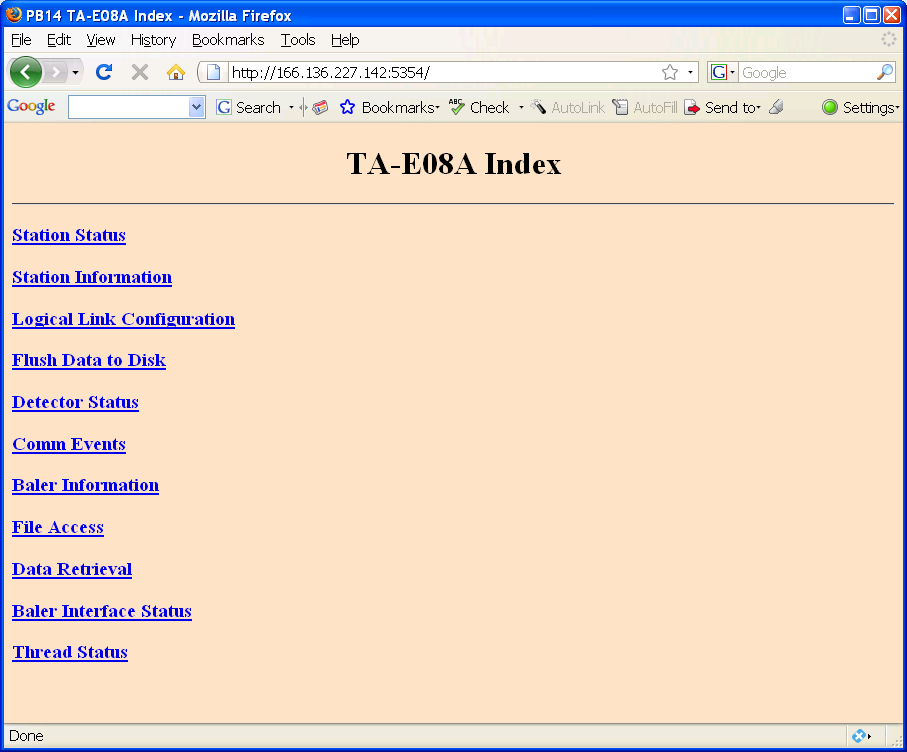 PB14 TA-E08A Index - Mozilla Firefox
File Edit View History Bookmarks Tools Help
http://166.136.227.142:5354/ G Google
Google G Search Bookmarks ABC Check AutoLink AutoFill Send to Settings
TA-E08A Index
Station Status
Station Information
Logical Link Configuration
Flush Data to Disk
Detector Status
Comm Events
Baler Information
File Access
Data Retrieval
Baler Interface Status
Thread Status
Done